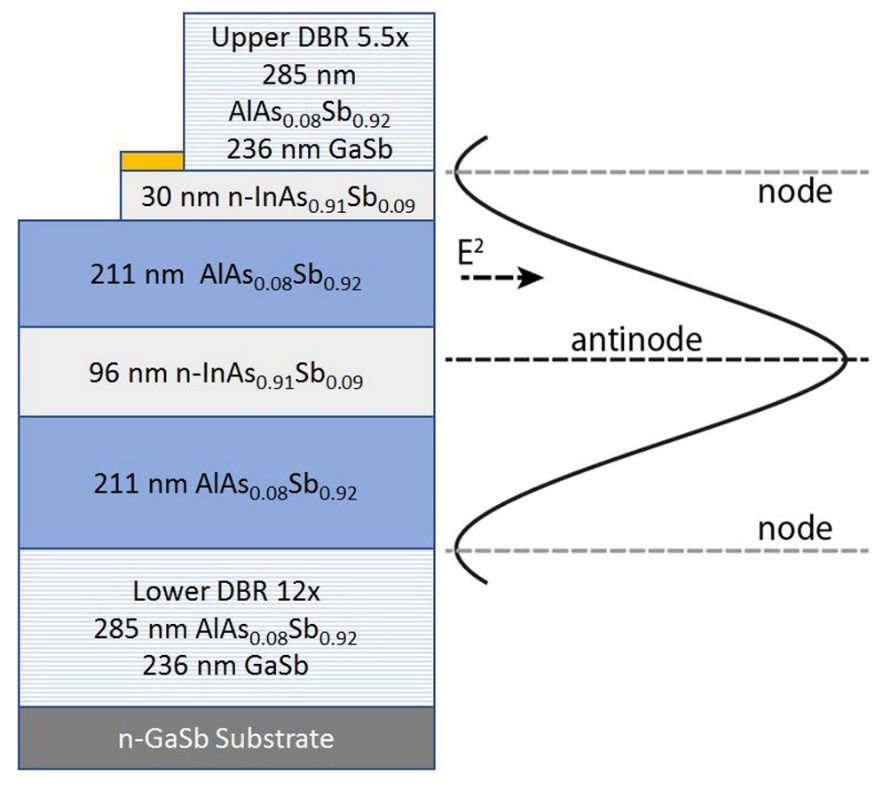 Upper DBR 5.5x
285 nm
AlAs₀.₀₈Sb₀.₉₂
236 nm GaSb
30 nm n-InAs₀.₉₁Sb₀.₀₉
211 nm AlAs₀.₀₈Sb₀.₉₂
96 nm n-InAs₀.₉₁Sb₀.₀₉
211 nm AlAs₀.₀₈Sb₀.₉₂
Lower DBR 12x
285 nm AlAs₀.₀₈Sb₀.₉₂
236 nm GaSb
n-GaSb Substrate
node
E²
antinode
node